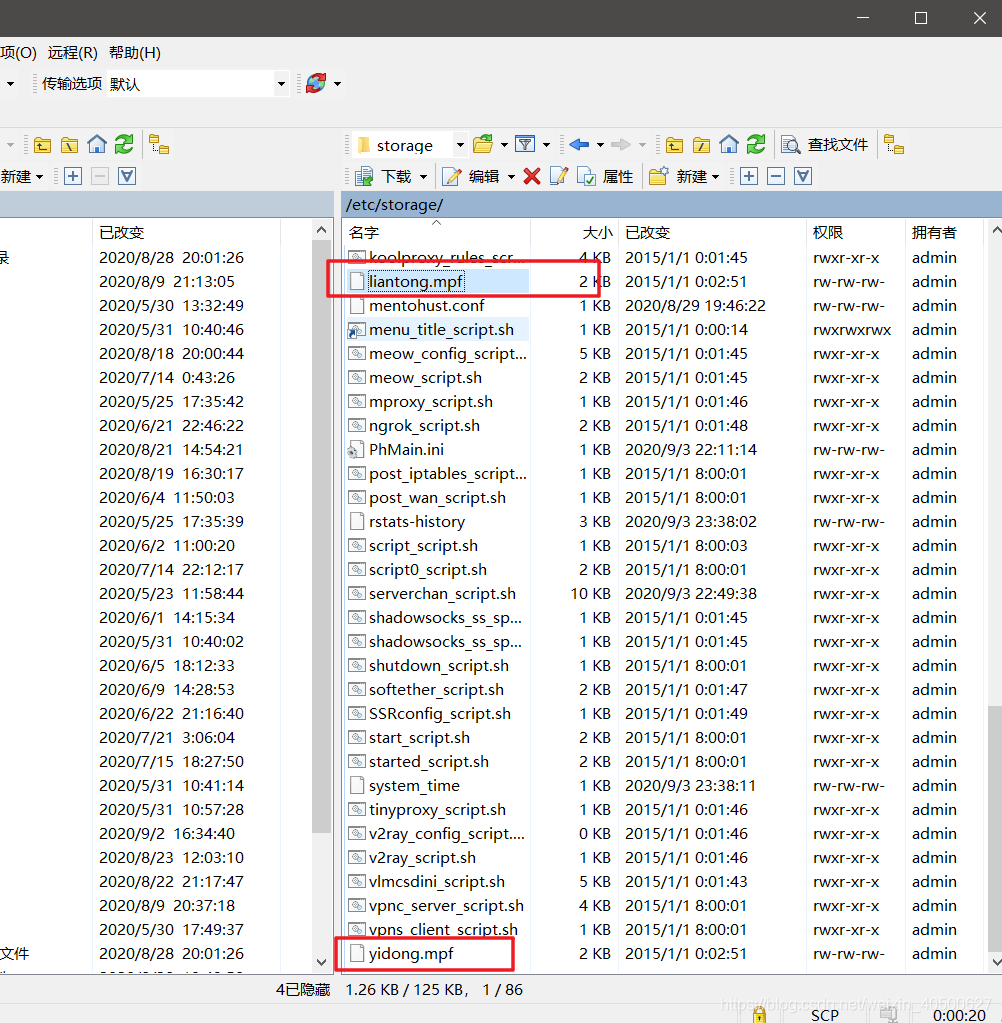 项(O) 远程(R) 帮助(H)
传输选项 默认
storage 查找文件
新建 下载 编辑 属性 新建
/etc/storage/
已改变 名字 大小 已改变 权限 拥有者
录 2020/8/28 20:01:26 koolproxy_rules_scr... 4 KB 2015/1/1 0:01:45 rwxr-xr-x admin
2020/8/9 21:13:05 liantong.mpf 2 KB 2015/1/1 0:02:51 rw-rw-rw- admin
2020/5/30 13:32:49 mentohust.conf 1 KB 2020/8/29 19:46:22 rw-rw-rw- admin
2020/5/31 10:40:46 menu_title_script.sh 1 KB 2015/1/1 0:00:14 rwxrwxrwx admin
2020/8/18 20:00:44 meow_config_script... 5 KB 2015/1/1 0:01:45 rwxr-xr-x admin
2020/7/14 0:43:26 meow_script.sh 2 KB 2015/1/1 0:01:45 rwxr-xr-x admin
2020/5/25 17:35:42 mproxy_script.sh 1 KB 2015/1/1 0:01:46 rwxr-xr-x admin
2020/6/21 22:46:22 ngrok_script.sh 2 KB 2015/1/1 0:01:48 rwxr-xr-x admin
2020/8/21 14:54:21 PhMain.ini 1 KB 2020/9/3 22:11:14 rw-rw-rw- admin
2020/8/19 16:30:17 post_iptables_script... 1 KB 2015/1/1 8:00:01 rwxr-xr-x admin
2020/6/4 11:50:03 post_wan_script.sh 1 KB 2015/1/1 8:00:01 rwxr-xr-x admin
2020/5/25 17:35:39 rstats-history 3 KB 2020/9/3 23:38:02 rw-rw-rw- admin
2020/6/2 11:00:20 script_script.sh 1 KB 2015/1/1 8:00:03 rwxr-xr-x admin
2020/7/14 22:12:17 script0_script.sh 2 KB 2015/1/1 8:00:01 rwxr-xr-x admin
2020/5/23 11:58:44 serverchan_script.sh 10 KB 2020/9/3 22:49:38 rwxr-xr-x admin
2020/6/1 14:15:34 shadowsocks_ss_sp... 1 KB 2015/1/1 0:01:45 rwxr-xr-x admin
2020/5/31 10:40:02 shadowsocks_ss_sp... 1 KB 2015/1/1 0:01:45 rwxr-xr-x admin
2020/6/5 18:12:33 shutdown_script.sh 1 KB 2015/1/1 8:00:01 rwxr-xr-x admin
2020/6/9 14:28:53 softether_script.sh 2 KB 2015/1/1 0:01:47 rwxr-xr-x admin
2020/6/22 21:16:40 SSRconfig_script.sh 1 KB 2015/1/1 0:01:49 rwxr-xr-x admin
2020/7/21 3:06:04 start_script.sh 2 KB 2015/1/1 8:00:01 rwxr-xr-x admin
2020/7/15 18:27:50 started_script.sh 2 KB 2015/1/1 8:00:01 rwxr-xr-x admin
2020/5/31 10:41:14 system_time 1 KB 2020/9/3 23:38:11 rw-rw-rw- admin
2020/5/31 10:57:28 tinyproxy_script.sh 1 KB 2015/1/1 0:01:46 rwxr-xr-x admin
2020/9/2 16:34:40 v2ray_config_script.... 0 KB 2015/1/1 0:01:46 rwxr-xr-x admin
2020/8/23 12:03:10 v2ray_script.sh 1 KB 2015/1/1 0:01:46 rwxr-xr-x admin
2020/8/22 21:17:47 vlmcsdini_script.sh 5 KB 2015/1/1 0:01:43 rwxr-xr-x admin
2020/8/9 20:37:18 vpnc_server_script.sh 4 KB 2015/1/1 8:00:01 rwxr-xr-x admin
2020/5/30 17:49:37 vpns_client_script.sh 1 KB 2015/1/1 8:00:01 rwxr-xr-x admin
文件 2020/8/28 20:01:26 yidong.mpf 2 KB 2015/1/1 0:02:51 rw-rw-rw- admin
4已隐藏 1.26 KB / 125 KB, 1 / 86
https://blog.csdn.net/weixin_40500627
SCP 0:00:20